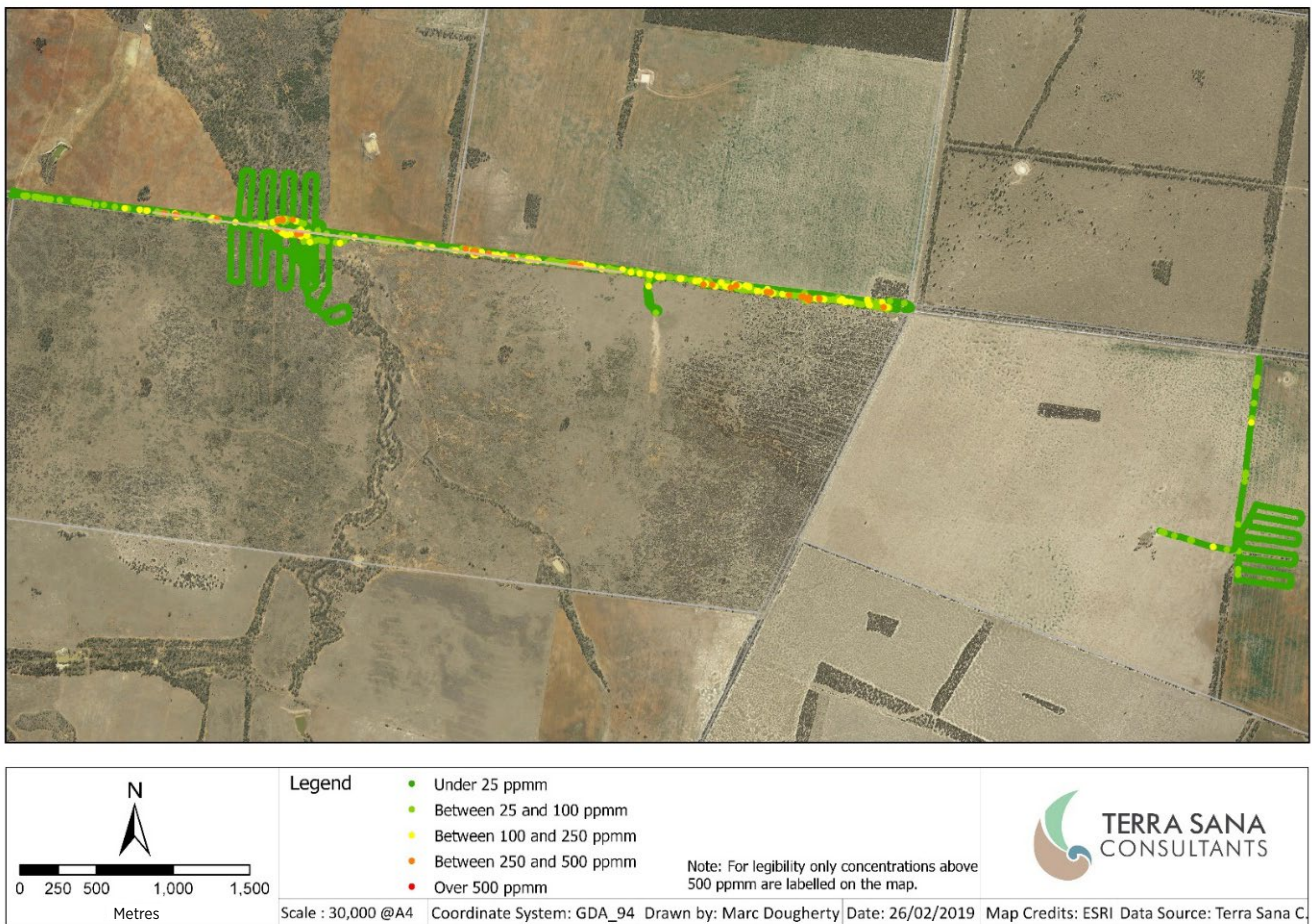 N
0 250 500 1,000 1,500
Metres
Legend
Under 25 ppmm
Between 25 and 100 ppmm
Between 100 and 250 ppmm
Between 250 and 500 ppmm
Over 500 ppmm
Note: For legibility only concentrations above
500 ppmm are labelled on the map.
TERRA SANA
CONSULTANTS
Scale : 30,000 @A4 Coordinate System: GDA_94 Drawn by: Marc Dougherty Date: 26/02/2019 Map Credits: ESRI Data Source: Terra Sana C.